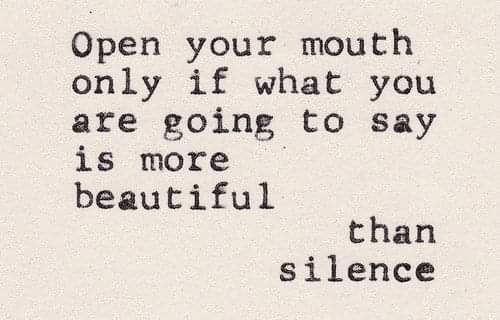 Open your mouth
only if what you
are going to say
is more
beautiful
than
silence